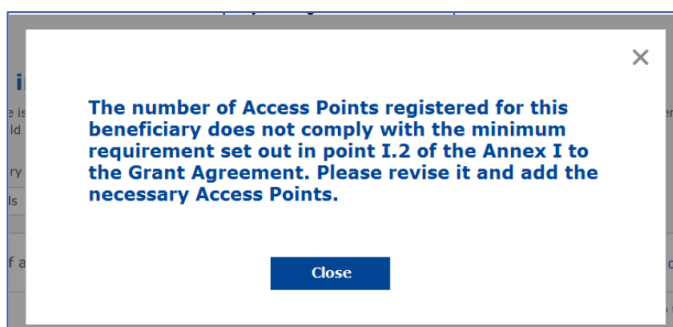 The number of Access Points registered for this
beneficiary does not comply with the minimum
requirement set out in point I.2 of the Annex I to
the Grant Agreement. Please revise it and add the
necessary Access Points.
Close